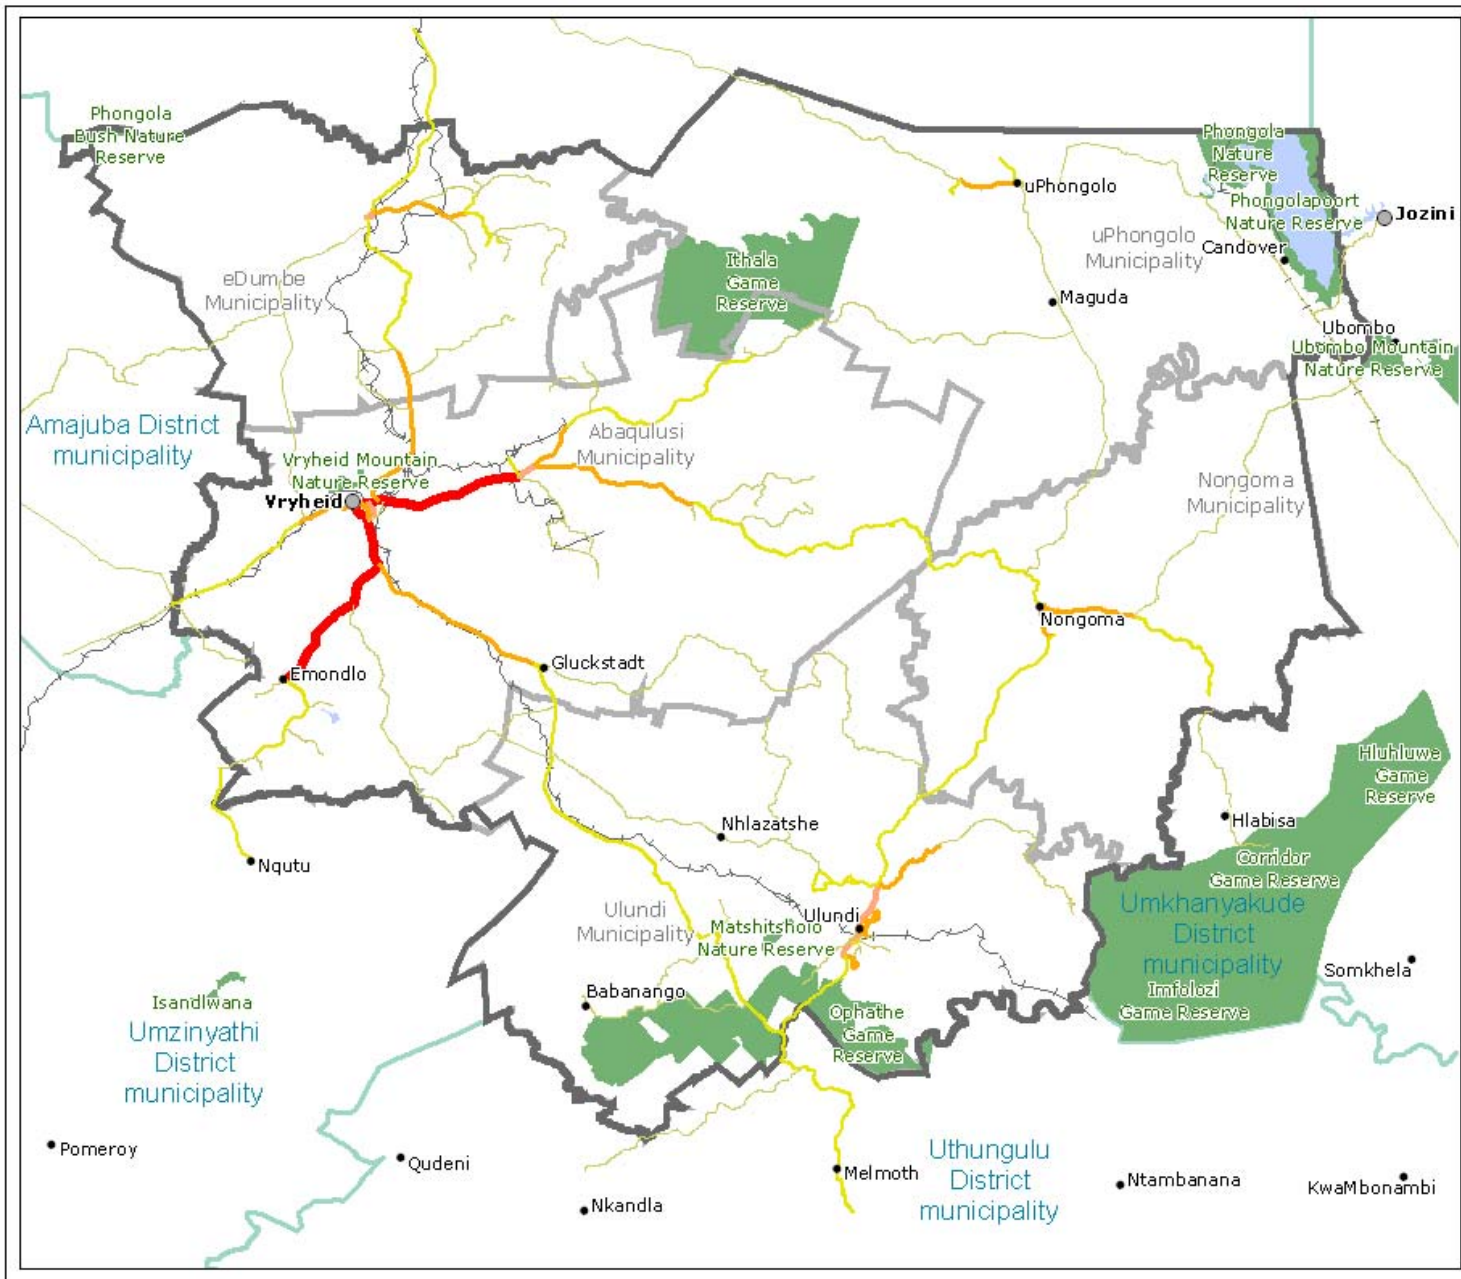 Phongola
Bush Nature
Reserve
Phongola
Nature
Reserve
uPhongolo
Phongolapoort
Nature Reserve
Jozini
uPhongolo
Municipality
Candover
Ithala
Game
Reserve
eDumbe
Municipality
Maguda
Ubombo
Ubombo Mountain
Nature Reserve
Amajuba District
municipality
Abaqulusi
Municipality
Vryheid Mountain
Nature Reserve
Vryheid
Nongoma
Municipality
Nongoma
Gluckstadt
Emondlo
Hluhluwe
Game
Reserve
Nhlazatshe
Hlabisa
Nqutu
Corridor
Game Reserve
Umkhanyakude
District
municipality
Ulundi
Municipality
Ulundi
Matshitsholo
Nature Reserve
Somkhela
Imfolozi
Game Reserve
Babanango
Isandlwana
Ophathe
Game
Reserve
Umzinyathi
District
municipality
Pomeroy
Qudeni
Melmoth
Uthungulu
District
municipality
Ntambanana
KwaMbonambi
Nkandla